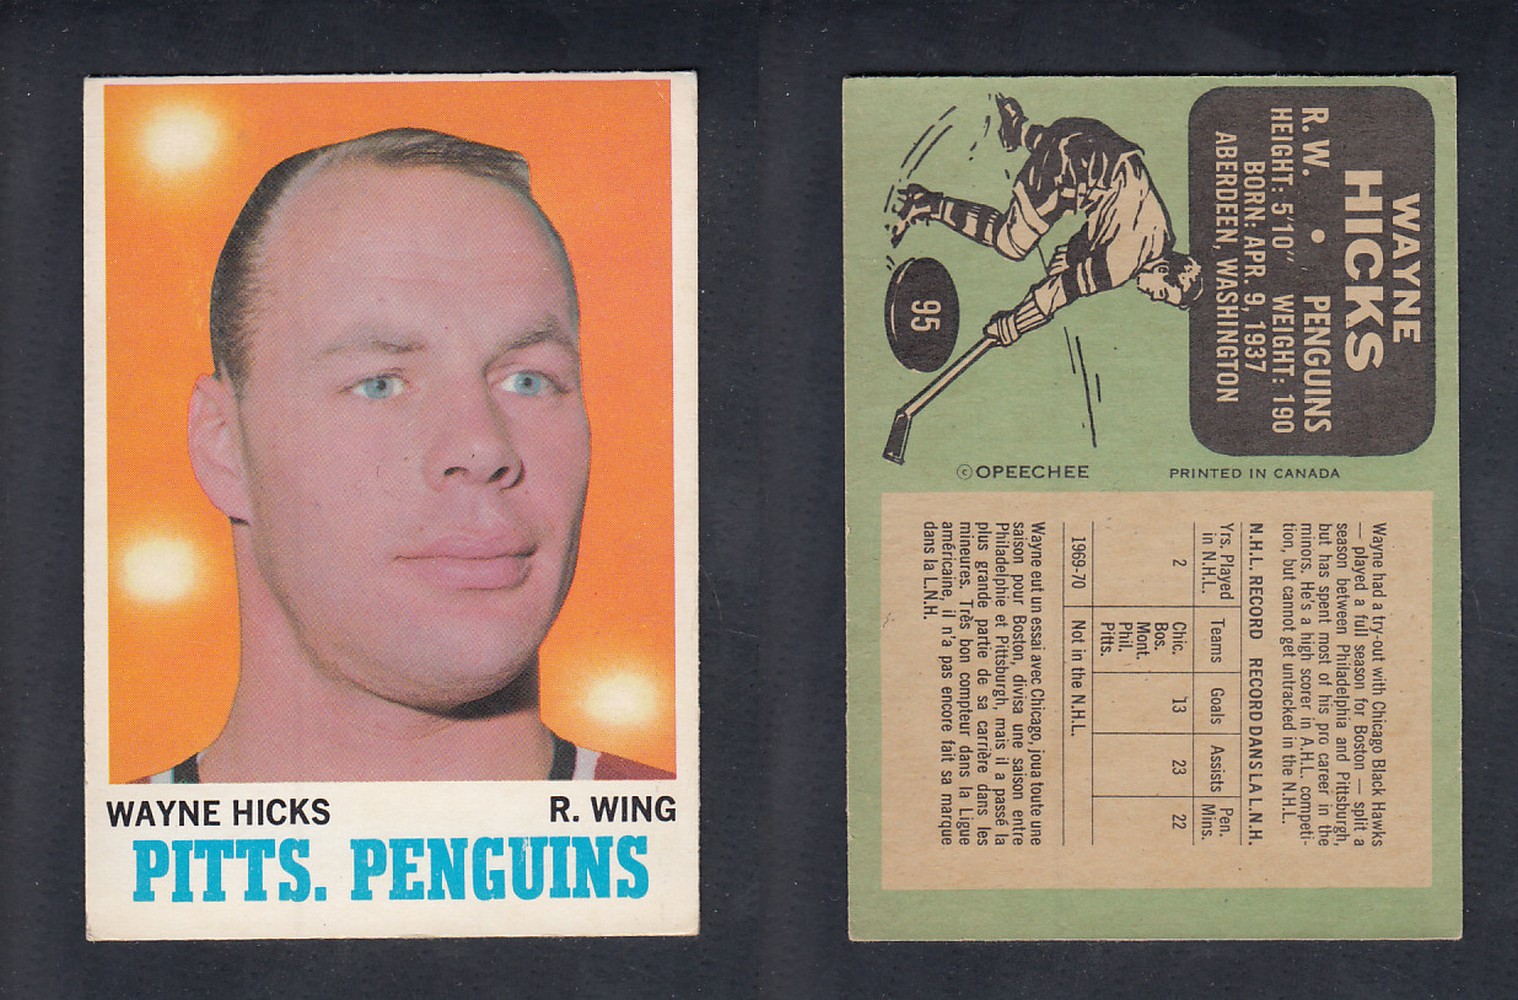 WAYNE HICKS
R. WING
PITTS. PENGUINS
WAYNE
HICKS
R.W. • PENGUINS
HEIGHT: 5'10" WEIGHT: 190
BORN: APR. 9, 1937
ABERDEEN, WASHINGTON
95
©OPEECHEE
PRINTED IN CANADA
Wayne had a try-out with Chicago Black Hawks
— played a full season for Boston — split a
season between Philadelphia and Pittsburgh,
but has spent most of his pro career in the
minors. He's a high scorer in A.H.L. competi-
tion, but cannot get untracked in the N.H.L.
N.H.L. RECORD RECORD DANS LA L.N.H.
Yrs. Played Teams Goals Assists Pen.
in N.H.L. Mins.
2 Chic. 13 23 22
Bos.
Mont.
Phil.
Pitts.
1969-70 Not in the N.H.L.
Wayne eut un essai avec Chicago, joua toute une
saison pour Boston, divisa une saison entre
Philadelphie et Pittsburgh, mais il a passé la
plus grande partie de sa carrière dans les
mineures. Très bon compteur dans la Ligue
américaine, il n'a pas encore fait sa marque
dans la L.N.H.